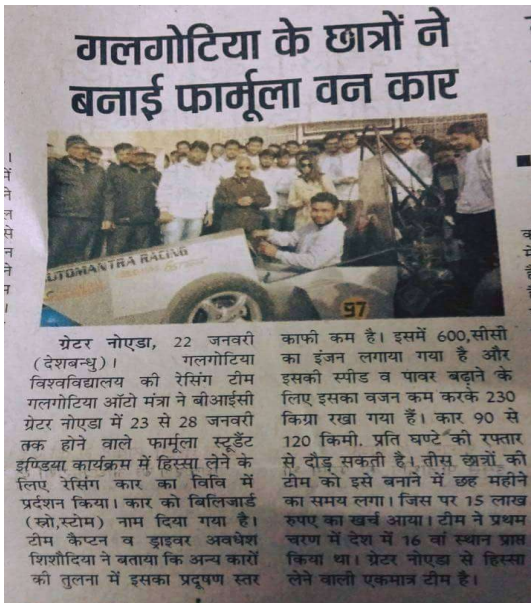 गलगोटिया के छात्रों ने
बनाई फार्मूला वन कार
AUTOMANTRA RACING
97
ग्रेटर नोएडा, 22 जनवरी
(देशबन्धु)। गलगोटिया
विश्वविद्यालय की रेसिंग टीम
गलगोटिया ऑटो मंत्रा ने बीआईसी
ग्रेटर नोएडा में 23 से 28 जनवरी
तक होने वाले फार्मूला स्टूडेंट
इण्डिया कार्यक्रम में हिस्सा लेने के
लिए रेसिंग कार का विवि में
प्रर्दशन किया। कार को बिलिजार्ड
(स्नो,स्टोम) नाम दिया गया है।
टीम कैप्टन व ड्राइवर अवधेश
शिशौदिया ने बताया कि अन्य कारों
की तुलना में इसका प्रदूषण स्तर
काफी कम है। इसमें 600,सीसी
का इंजन लगाया गया है और
इसकी स्पीड व पावर बढ़ाने के
लिए इसका वजन कम करके 230
किग्रा रखा गया हैं। कार 90 से
120 किमी. प्रति घण्टे की रफ्तार
से दौड़ सकती है। तीस छात्रों की
टीम को इसे बनाने में छह महीने
का समय लगा। जिस पर 15 लाख
रुपए का खर्च आया। टीम ने प्रथम
चरण में देश में 16 वां स्थान प्राप्त
किया था। ग्रेटर नोएडा से हिस्सा
लेने वाली एकमात्र टीम है।